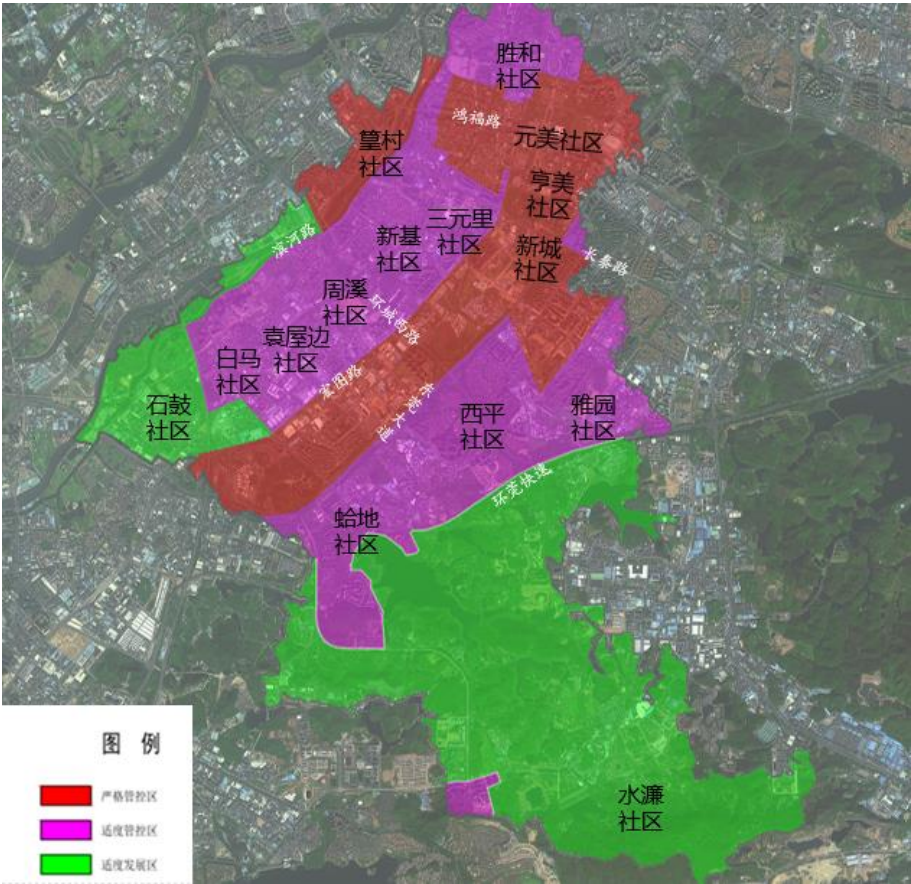 胜和
社区
鸿福路
元美社区
篁村
社区
亨美
社区
三元里
社区
新基
社区
滨河路
新城
社区
长泰路
周溪
社区
环城西路
袁屋边
社区
白马
社区
宏图路
石鼓
社区
东莞大道
西平
社区
雅园
社区
环莞快速
蛤地
社区
水濂
社区
图 例
严格管控区
适度管控区
适度发展区